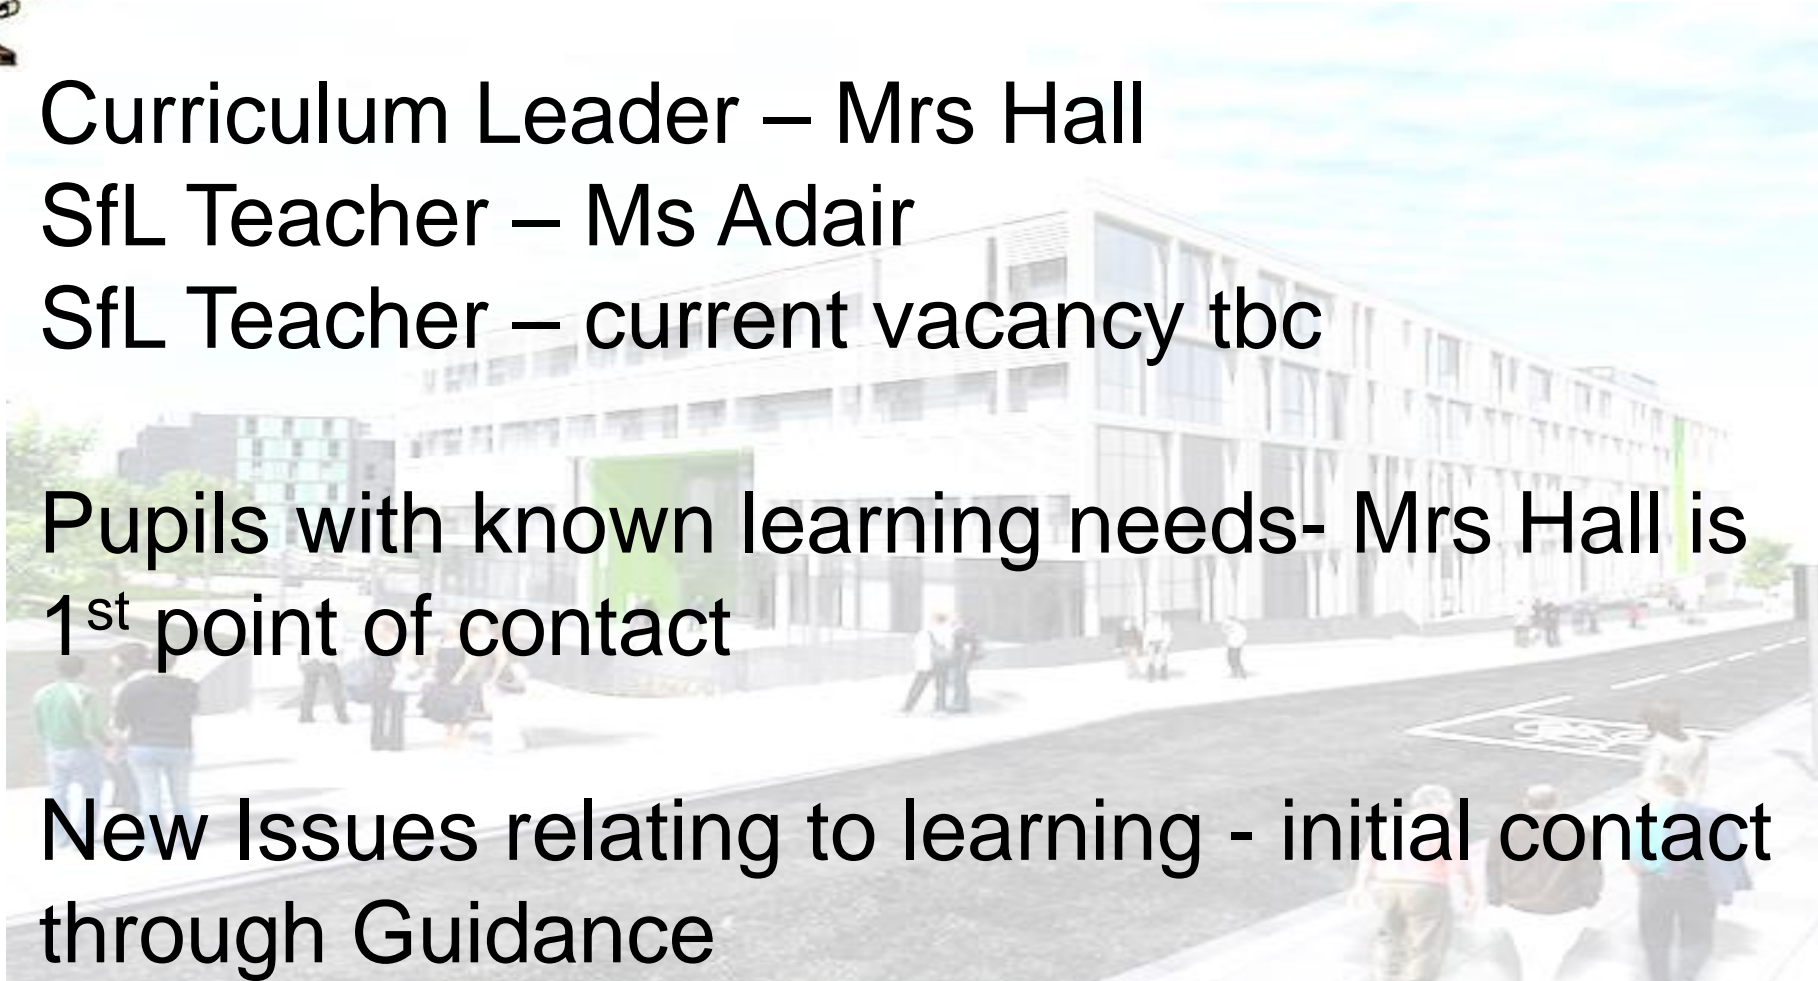 Curriculum Leader – Mrs Hall
SfL Teacher – Ms Adair
SfL Teacher – current vacancy tbc
Pupils with known learning needs- Mrs Hall is
1st point of contact
New Issues relating to learning - initial contact
through Guidance